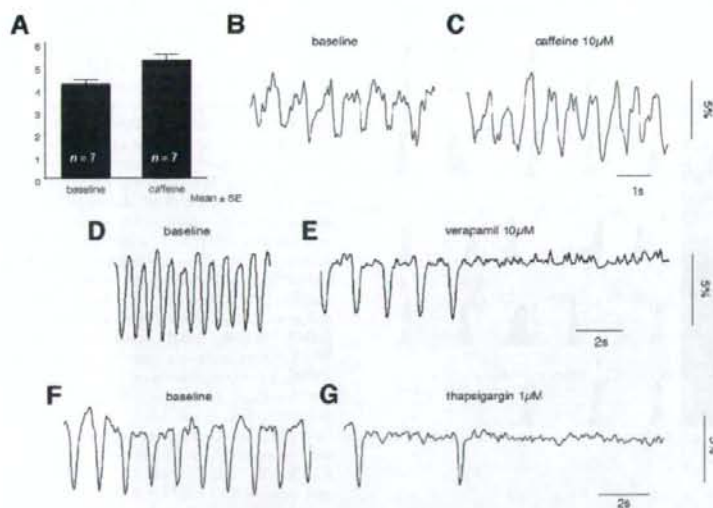 A
6
5
4
3
2
1
0
n = 7
n = 7
baseline
caffeine
Mean ± SE
B
baseline
C
caffeine 10µM
5%
1s
D
baseline
E
verapamil 10µM
5%
2s
F
baseline
G
thapsigargin 1µM
2s